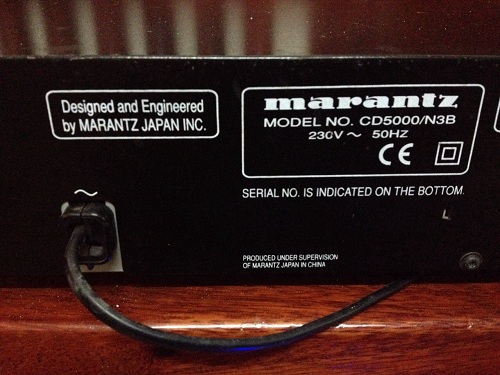 Designed and Engineered
by MARANTZ JAPAN INC.
marantz
MODEL NO. CD5000/N3B
230V ~ 50HZ
CE
SERIAL NO. IS INDICATED ON THE BOTTOM.
~
L
PRODUCED UNDER SUPERVISION
OF MARANTZ JAPAN IN CHINA